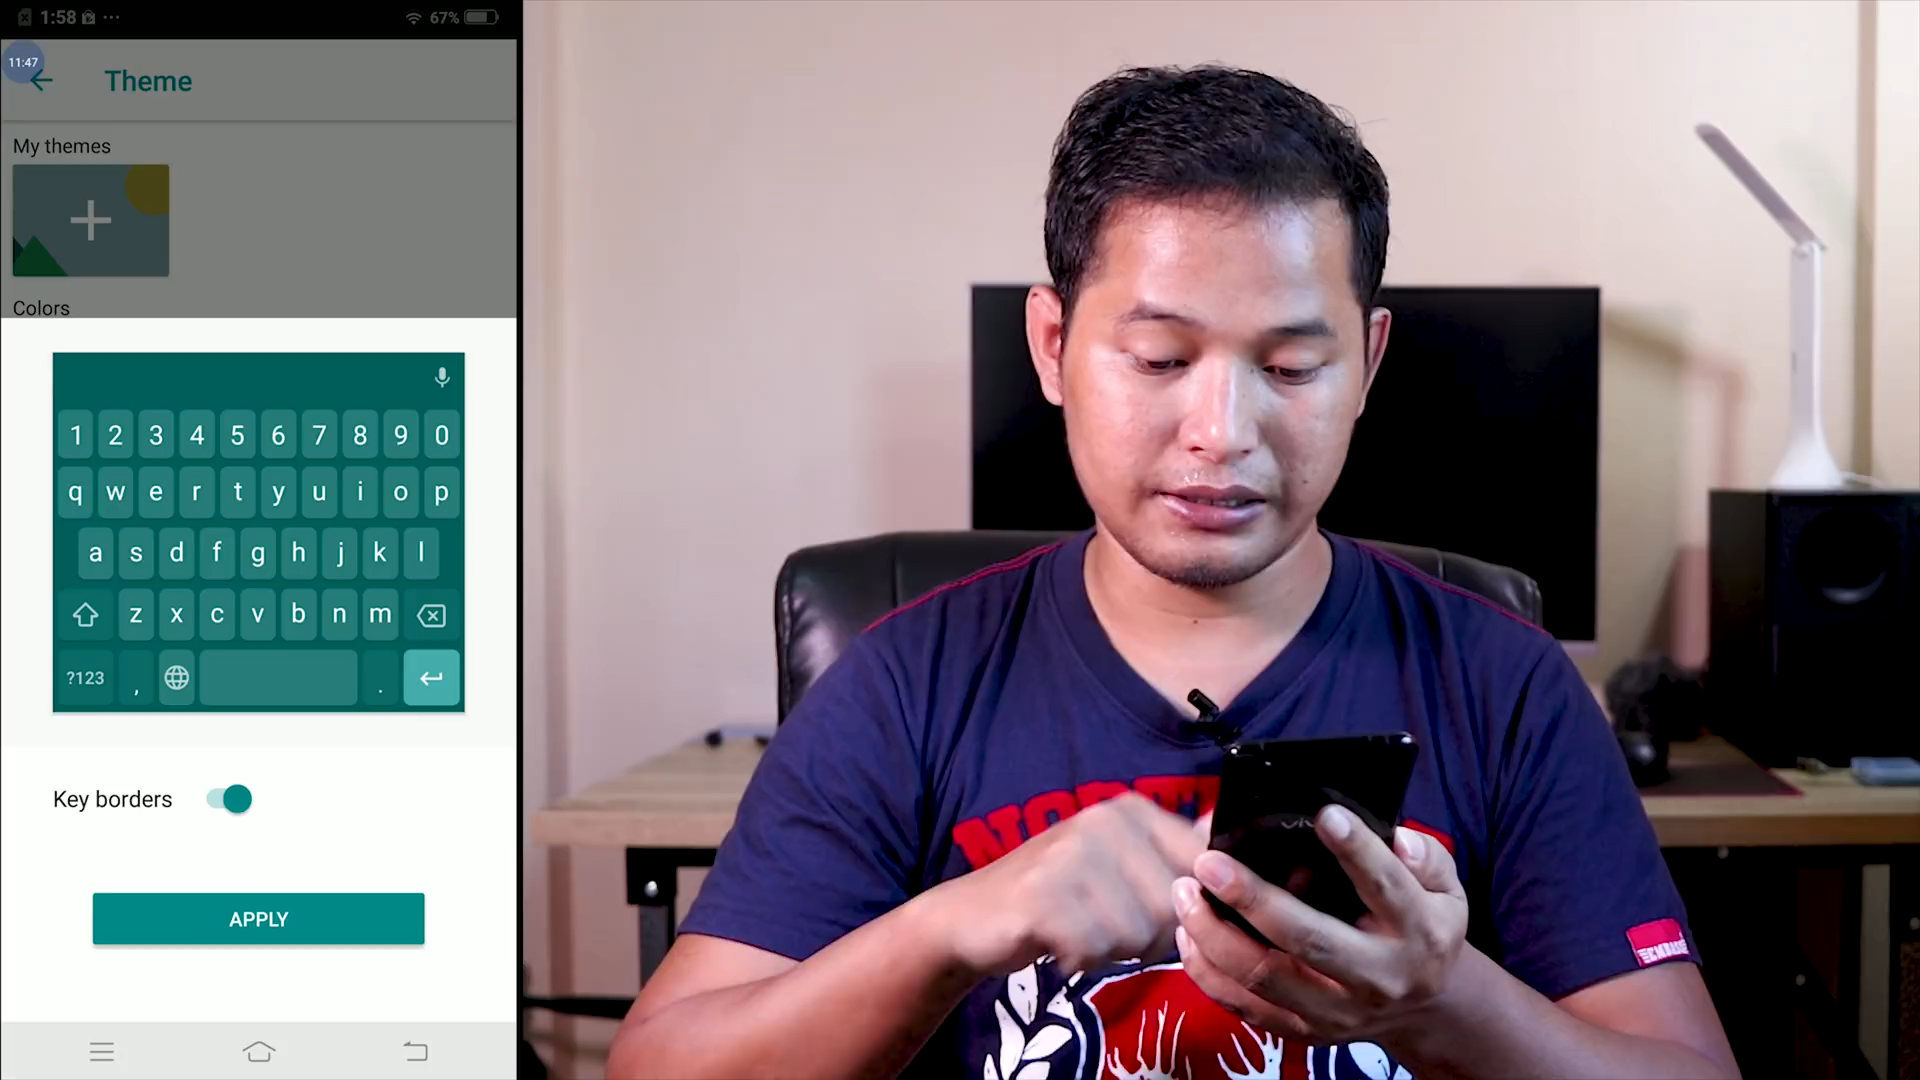 1:58 ... 67%
11:47
Theme
My themes
Colors
1 2 3 4 5 6 7 8 9 0
q w e r t y u i o p
a s d f g h j k l
z x c v b n m
?123 , .
Key borders
APPLY